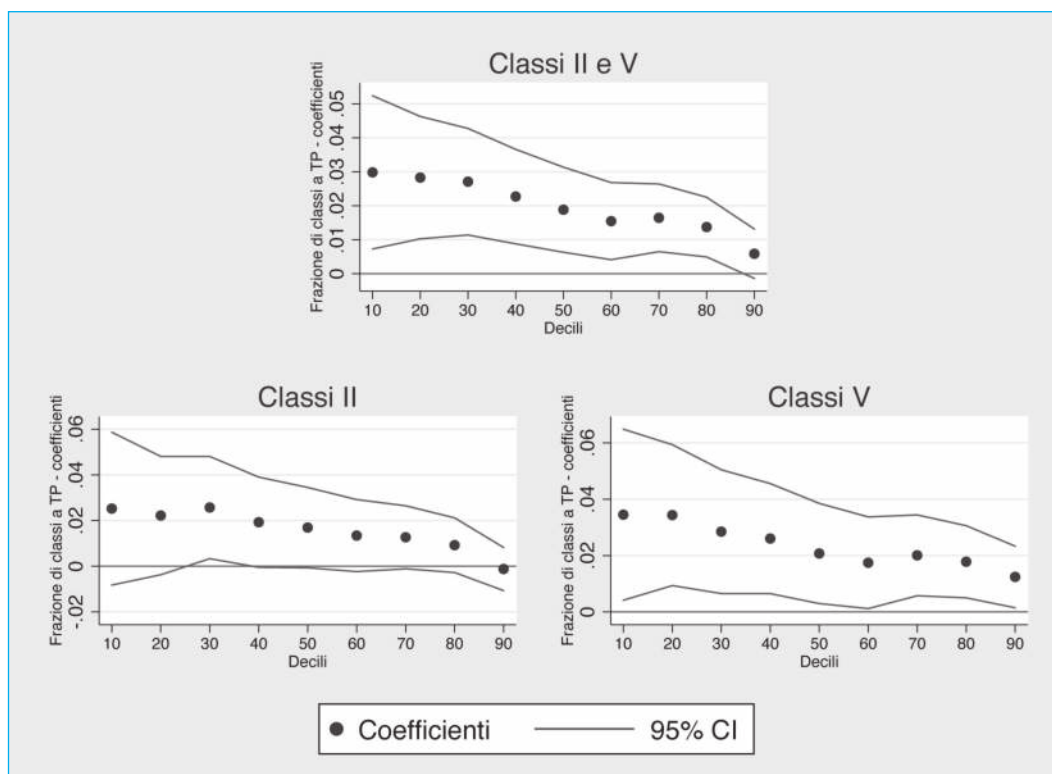 Classi II e V
Frazione di classi a TP - coefficienti
.05
.04
.03
.02
.01
0
10 20 30 40 50 60 70 80 90
Decili
Classi II
Frazione di classi a TP - coefficienti
.06
.04
.02
0
-.02
10 20 30 40 50 60 70 80 90
Decili
Classi V
Frazione di classi a TP - coefficienti
.06
.04
.02
0
10 20 30 40 50 60 70 80 90
Decili
Coefficienti 95% CI